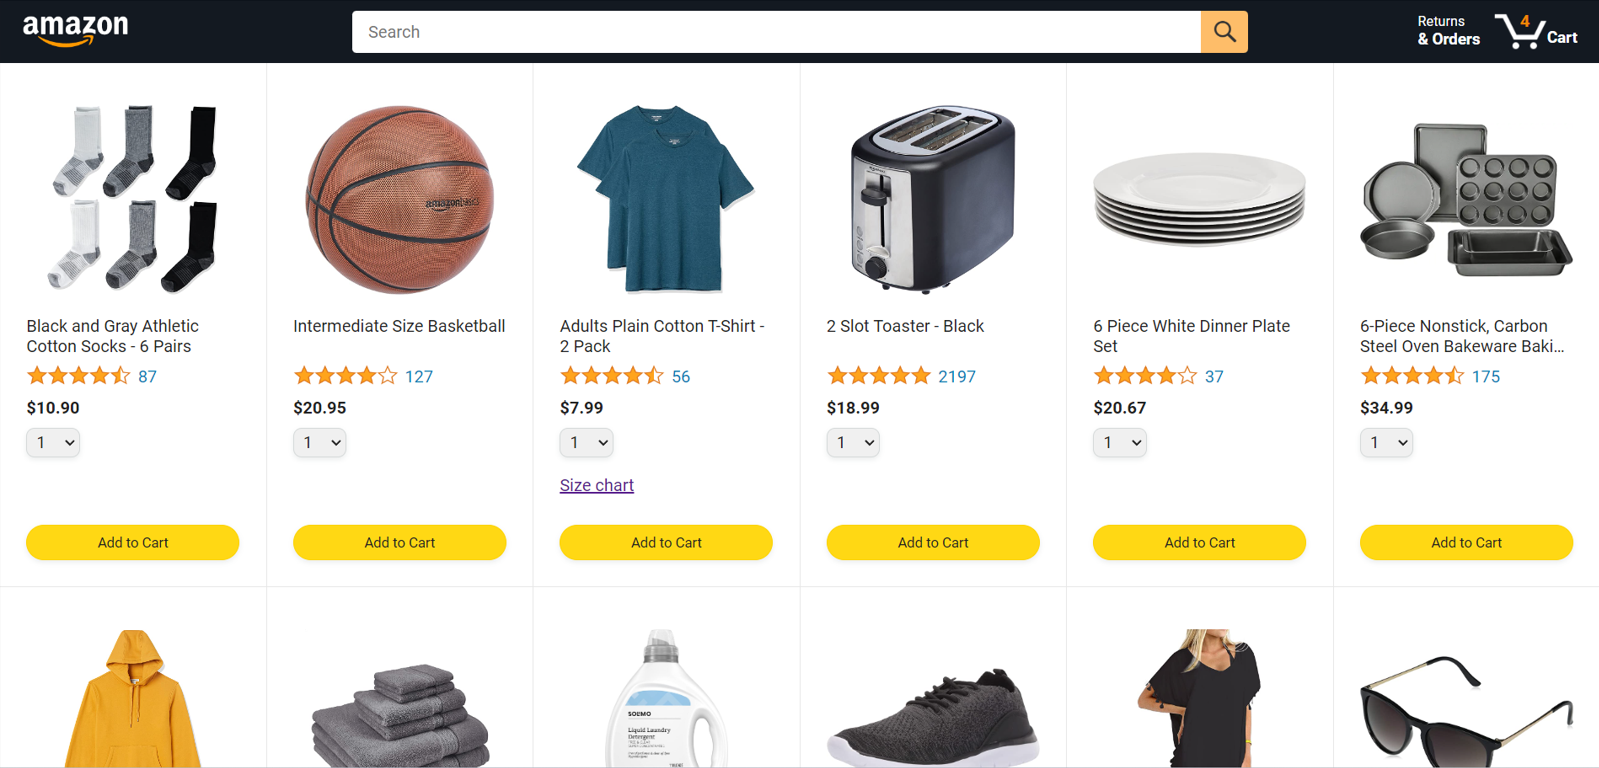 amazon
Search
Returns
& Orders
4
Cart
amazonbasics
Black and Gray Athletic
Cotton Socks - 6 Pairs
87
$10.90
1
Add to Cart
Intermediate Size Basketball
127
$20.95
1
Add to Cart
Adults Plain Cotton T-Shirt -
2 Pack
56
$7.99
1
Size chart
Add to Cart
2 Slot Toaster - Black
2197
$18.99
1
Add to Cart
6 Piece White Dinner Plate
Set
37
$20.67
1
Add to Cart
6-Piece Nonstick, Carbon
Steel Oven Bakeware Baki...
175
$34.99
1
Add to Cart
SOLIMO
Liquid Laundry
Detergent